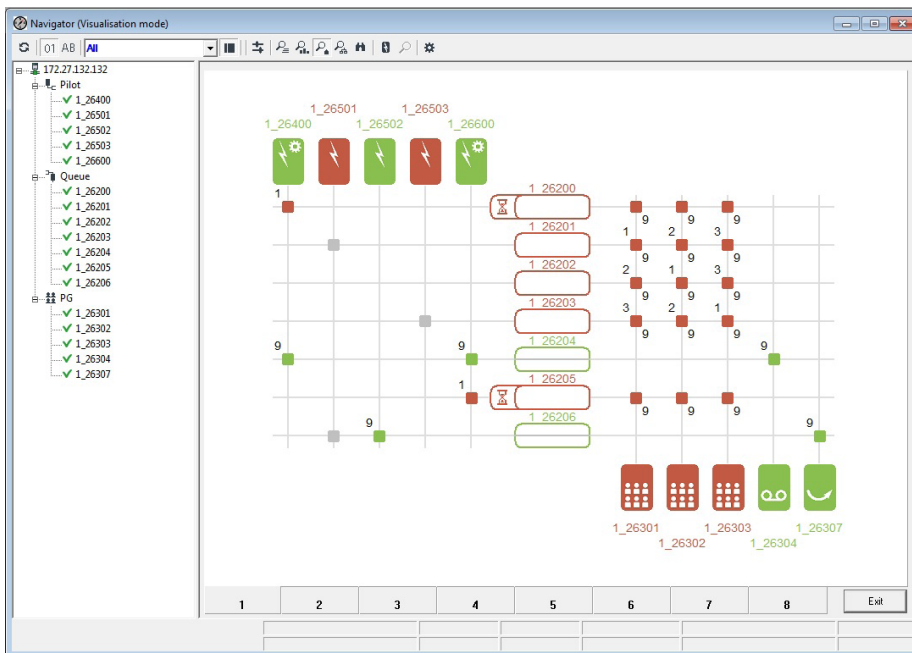 Navigator (Visualisation mode)
01 AB All
172.27.132.132
Pilot
1_26400
1_26501
1_26502
1_26503
1_26600
Queue
1_26200
1_26201
1_26202
1_26203
1_26204
1_26205
1_26206
PG
1_26301
1_26302
1_26303
1_26304
1_26307
1_26501 1_26503
1_26400 1_26502 1_26600
1_26200
1
9 9 9
1_26201
1 2 3
9 9 9
1_26202
2 1 3
9 9 9
1_26203
3 2 1
9 9 9
1_26204
9 9 9
1_26205
1
9 9 9
1_26206
9 9
1_26301 1_26303 1_26307
1_26302 1_26304
1 2 3 4 5 6 7 8 Exit